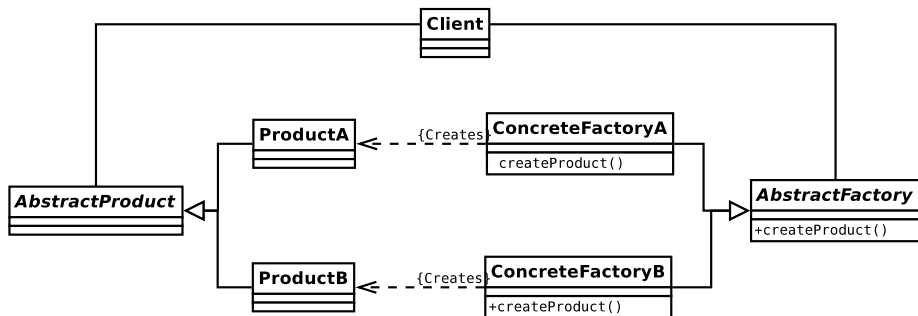 Client
ProductA
{Creates}
ConcreteFactoryA
createProduct()
AbstractProduct
AbstractFactory
+createProduct()
ProductB
{Creates}
ConcreteFactoryB
+createProduct()